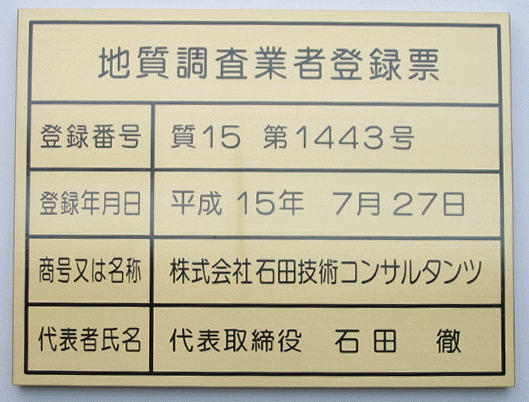 地質調査業者登録票
登録番号 質15 第1443号
登録年月日 平成 15年 7月27日
商号又は名称 株式会社石田技術コンサルタンツ
代表者氏名 代表取締役 石田 徹